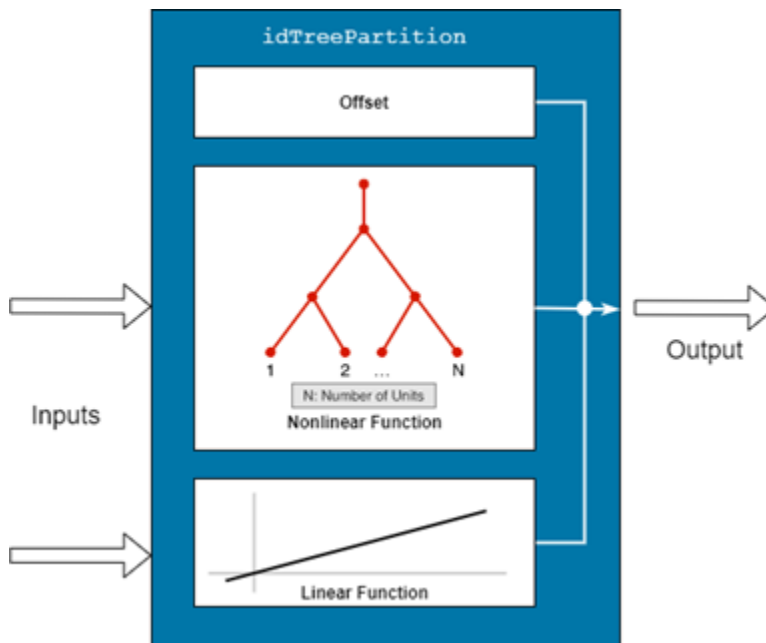 idTreePartition
Offset
1 2 ... N
N: Number of Units
Nonlinear Function
Inputs
Output
Linear Function